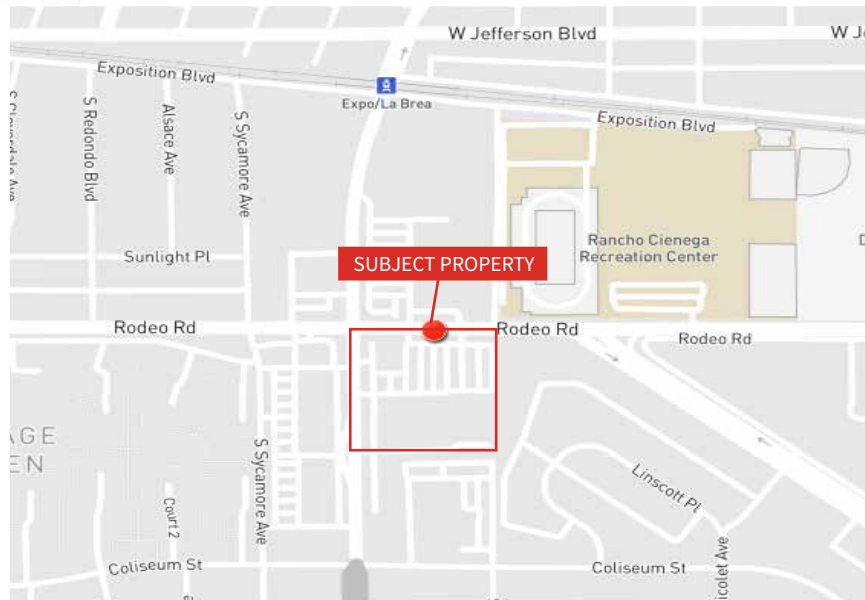 W Jefferson Blvd
W J
Exposition Blvd
Expo/La Brea
Exposition Blvd
S Redondo Blvd
Alsace Ave
S Sycamore Ave
Sunlight Pl
Rancho Cienega
Recreation Center
SUBJECT PROPERTY
Rodeo Rd
Rodeo Rd
Rodeo Rd
AGE
EN
S Sycamore Ave
Court 2
Linscott Pl
icolet Ave
Coliseum St
Coliseum St